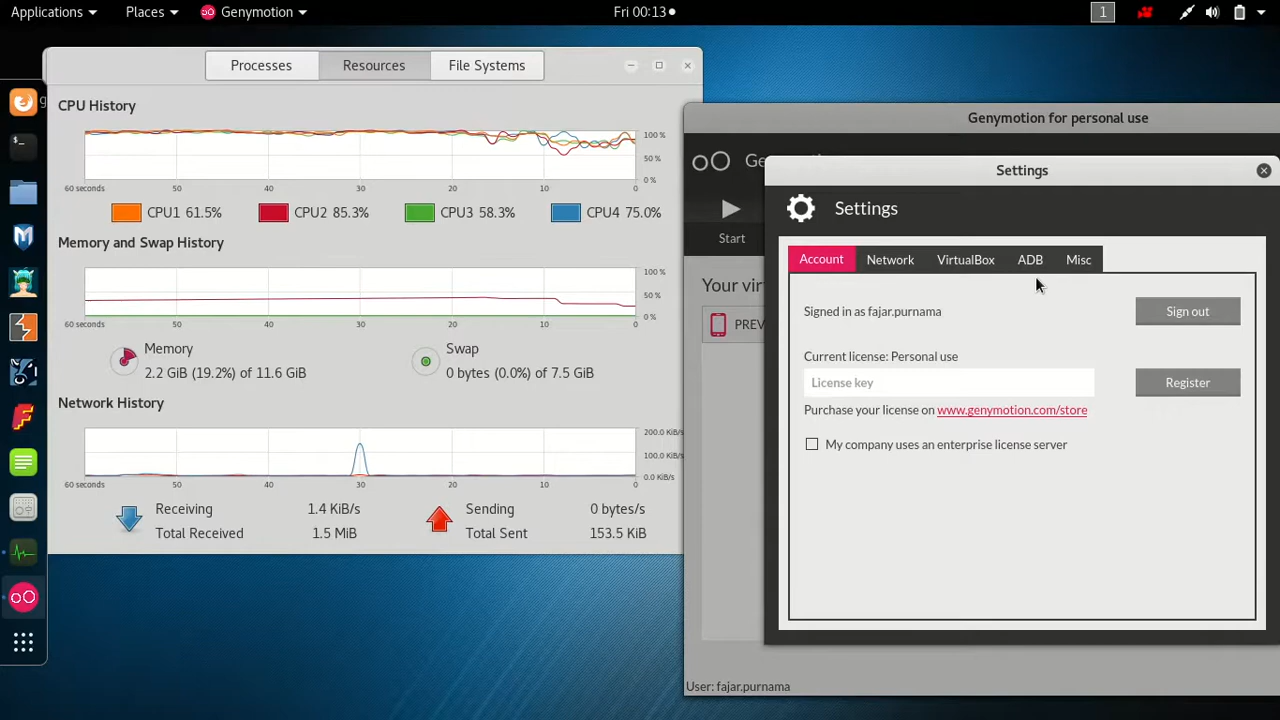 Applications
Places
Genymotion
Fri 00:13
1
Processes
Resources
File Systems
CPU History
100 %
50 %
0 %
60 seconds
50
40
30
20
10
0
CPU1 61.5%
CPU2 85.3%
CPU3 58.3%
CPU4 75.0%
Memory and Swap History
100 %
50 %
0 %
60 seconds
50
40
30
20
10
0
Memory
2.2 GiB (19.2%) of 11.6 GiB
Swap
0 bytes (0.0%) of 7.5 GiB
Network History
200.0 KiB/s
100.0 KiB/s
0.0 KiB/s
60 seconds
50
40
30
20
10
0
Receiving
1.4 KiB/s
Total Received
1.5 MiB
Sending
0 bytes/s
Total Sent
153.5 KiB
Genymotion for personal use
Start
PREV
User: fajar.purnama
Settings
Settings
Account
Network
VirtualBox
ADB
Misc
Signed in as fajar.purnama
Sign out
Current license: Personal use
License key
Register
Purchase your license on www.genymotion.com/store
My company uses an enterprise license server